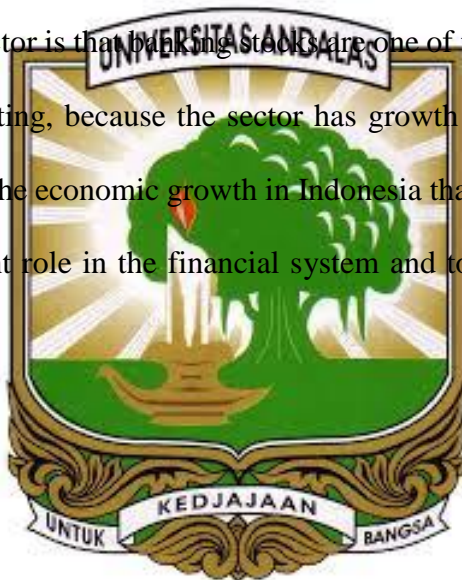 tor is that banking stocks are one of
UNIVERSITAS ANDALAS
ting, because the sector has growth
he economic growth in Indonesia tha
nt role in the financial system and to
KEDJAJAAN
UNTUK BANGSA